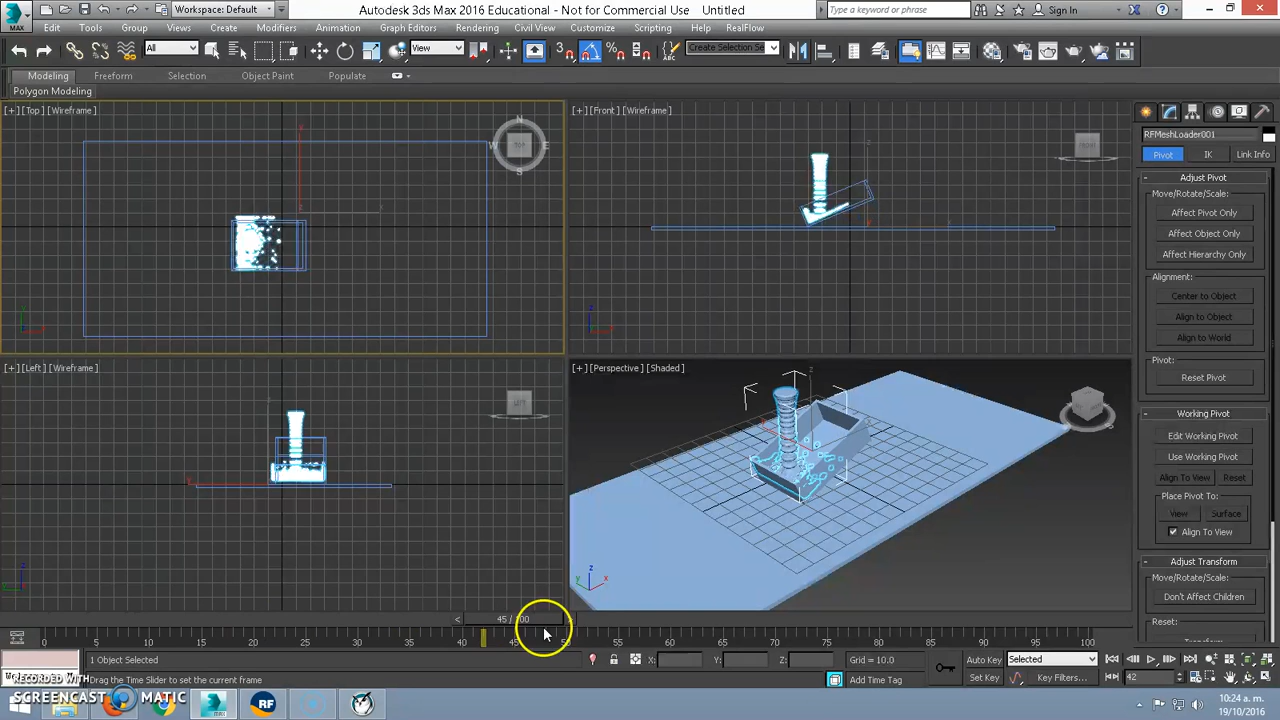 MAX
Workspace: Default
Autodesk 3ds Max 2016 Educational - Not for Commercial Use    Untitled
Type a keyword or phrase
Sign In
Edit Tools Group Views Create Modifiers Animation Graph Editors Rendering Civil View Customize Scripting Help RealFlow
All View Create Selection Se
Modeling Freeform Selection Object Paint Populate
Polygon Modeling
[+] [Top] [Wireframe]
[+] [Front] [Wireframe]
RFMeshLoader001
Pivot IK Link Info
Adjust Pivot
Move/Rotate/Scale:
Affect Pivot Only
Affect Object Only
Affect Hierarchy Only
Alignment:
Center to Object
Align to Object
Align to World
Pivot:
Reset Pivot
[+] [Left] [Wireframe]
[+] [Perspective] [Shaded]
Working Pivot
Edit Working Pivot
Use Working Pivot
Align To View Reset
Place Pivot To:
View Surface
Align To View
Adjust Transform
Move/Rotate/Scale:
Don't Affect Children
Reset:
Transform
N
W E
S
TOP
FRONT
LEFT
< 45 / 100 >
0 5 10 15 20 25 30 35 40 45 50 55 60 65 70 75 80 85 90 95 100
1 Object Selected
X: Y: Z: Grid = 10.0
Auto Key Selected
Drag the Time Slider to set the current frame
Add Time Tag
Set Key Key Filters... 42
RECORDED WITH
SCREENCAST MATIC
RF
10:24 a. m.
19/10/2016